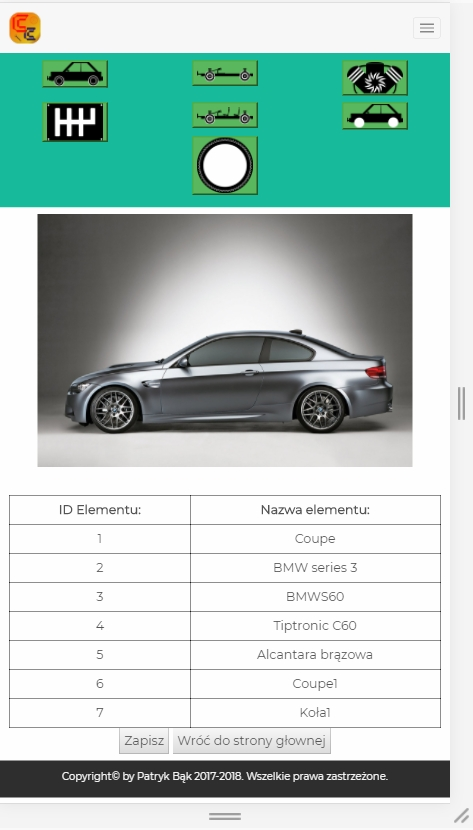 ID Elementu: Nazwa elementu:
1 Coupe
2 BMW series 3
3 BMWS60
4 Tiptronic C60
5 Alcantara brązowa
6 Coupe1
7 Koła1
Zapisz Wróć do strony głownej
Copyright© by Patryk Bąk 2017-2018. Wszelkie prawa zastrzeżone.